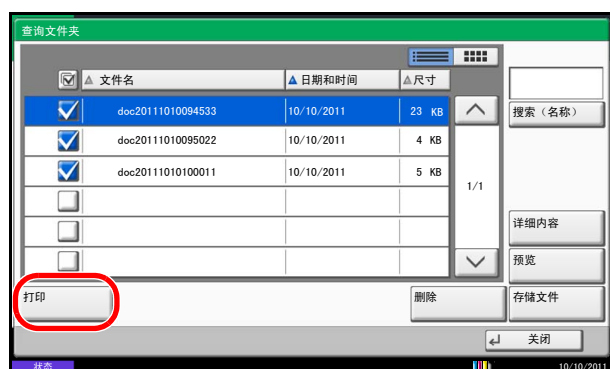 查询文件夹
文件名 日期和时间 尺寸
doc20111010094533 10/10/2011 23 KB
搜索（名称）
doc20111010095022 10/10/2011 4 KB
doc20111010100011 10/10/2011 5 KB
1/1
详细内容
预览
打印 删除 存储文件
关闭
状态 10/10/2011